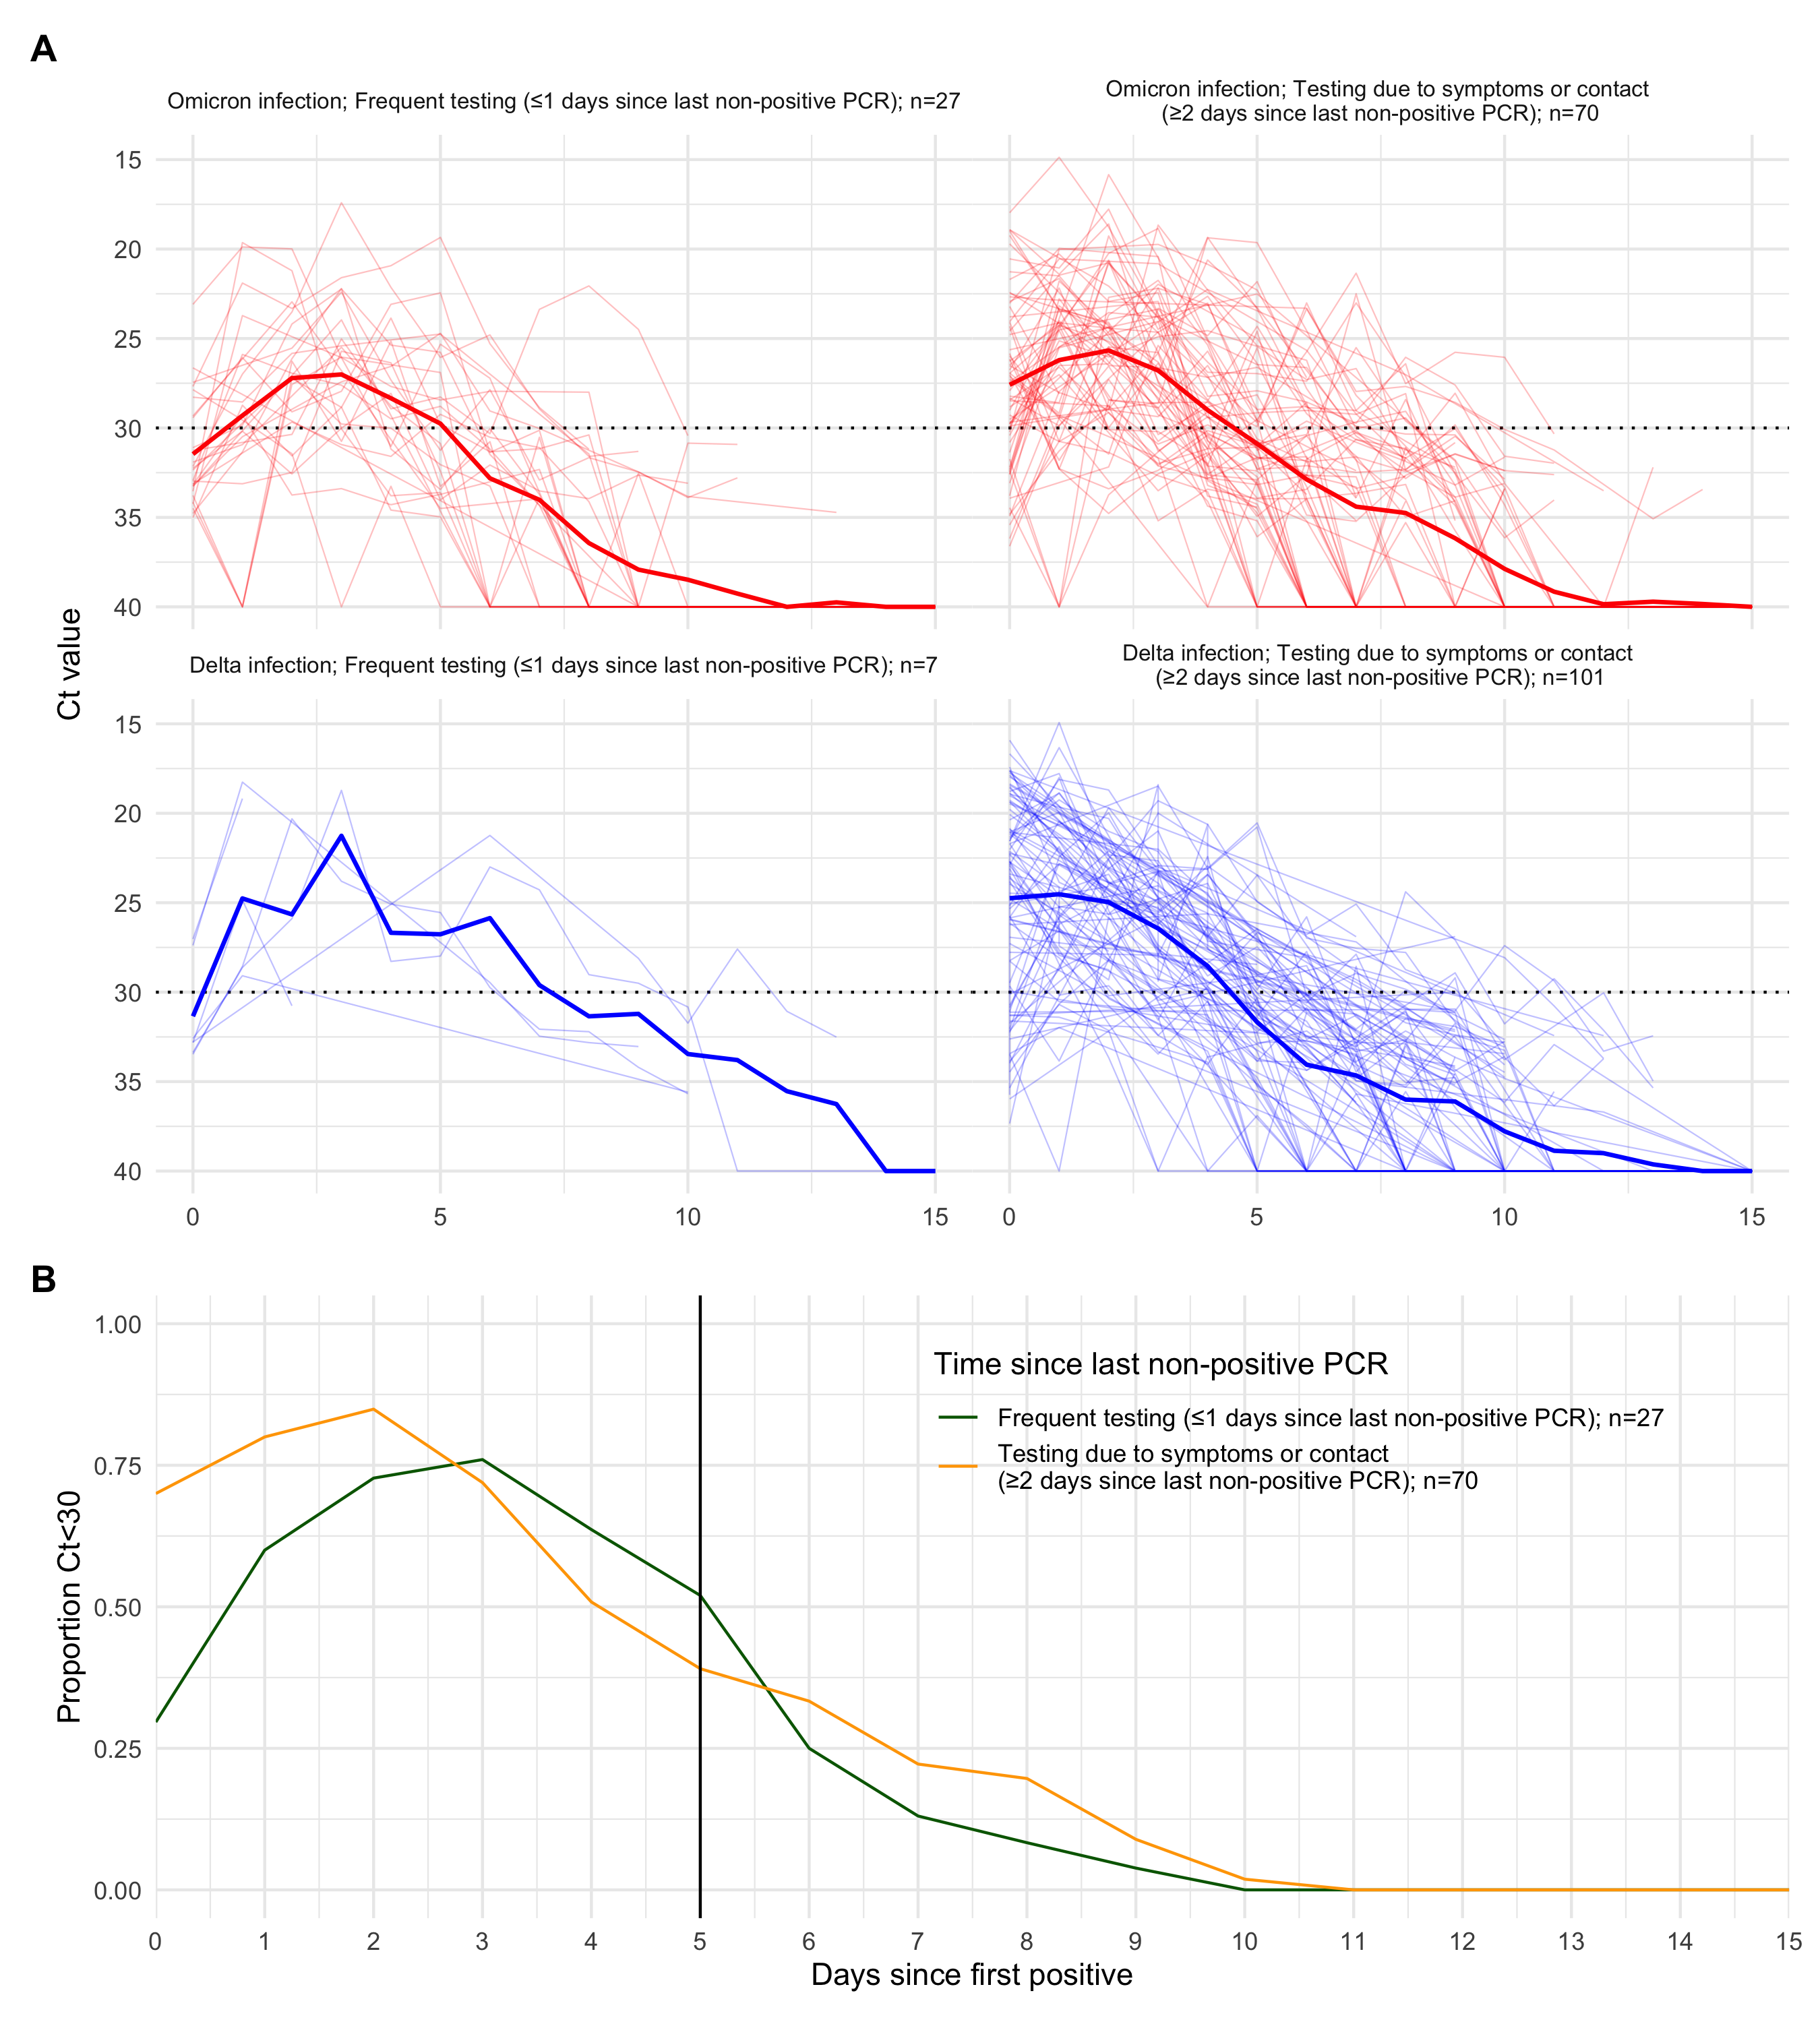 A
Omicron infection; Frequent testing (≤1 days since last non-positive PCR); n=27
Omicron infection; Testing due to symptoms or contact
(≥2 days since last non-positive PCR); n=70
15
20
25
30
35
40
Ct value
Delta infection; Frequent testing (≤1 days since last non-positive PCR); n=7
Delta infection; Testing due to symptoms or contact
(≥2 days since last non-positive PCR); n=101
15
20
25
30
35
40
0 5 10 15
0 5 10 15
B
1.00
0.75
0.50
0.25
0.00
Proportion Ct<30
Time since last non-positive PCR
Frequent testing (≤1 days since last non-positive PCR); n=27
Testing due to symptoms or contact
(≥2 days since last non-positive PCR); n=70
0 1 2 3 4 5 6 7 8 9 10 11 12 13 14 15
Days since first positive